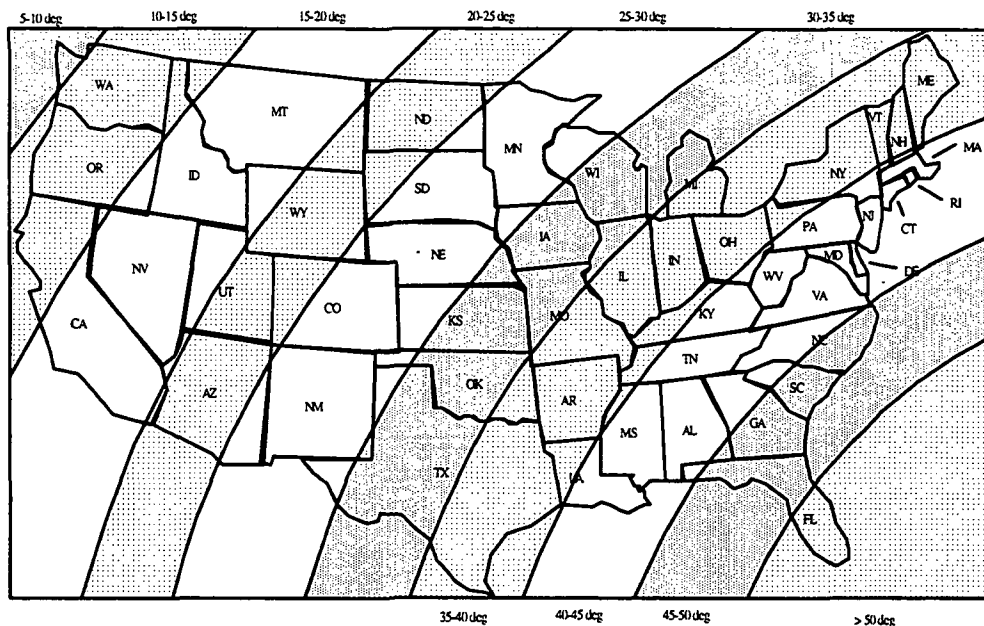 5-10 deg 10-15 deg 15-20 deg 20-25 deg 25-30 deg 30-35 deg
WA MT ND MN ME
VT NH MA
OR ID SD WI MI NY
WY RI
IA PA NJ CT
NV NE OH
UT IL IN WV MD DE
CO VA
CA KS MO KY
TN NC
AZ NM OK AR SC
MS AL GA
TX LA
FL
35-40 deg 40-45 deg 45-50 deg > 50 deg